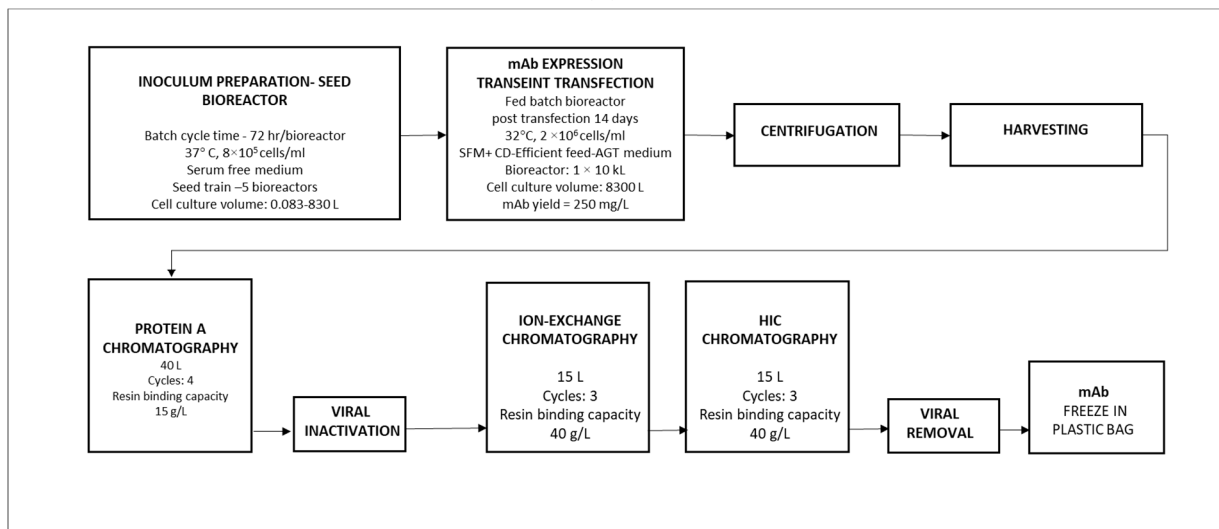 INOCULUM PREPARATION- SEED
BIOREACTOR
Batch cycle time - 72 hr/bioreactor
37° C, 8×10⁵ cells/ml
Serum free medium
Seed train –5 bioreactors
Cell culture volume: 0.083-830 L
mAb EXPRESSION
TRANSEINT TRANSFECTION
Fed batch bioreactor
post transfection 14 days
32°C, 2 ×10⁶ cells/ml
SFM+ CD-Efficient feed-AGT medium
Bioreactor: 1 × 10 kL
Cell culture volume: 8300 L
mAb yield = 250 mg/L
CENTRIFUGATION
HARVESTING
PROTEIN A
CHROMATOGRAPHY
40 L
Cycles: 4
Resin binding capacity
15 g/L
VIRAL
INACTIVATION
ION-EXCHANGE
CHROMATOGRAPHY
15 L
Cycles: 3
Resin binding capacity
40 g/L
HIC
CHROMATOGRAPHY
15 L
Cycles: 3
Resin binding capacity
40 g/L
VIRAL
REMOVAL
mAb
FREEZE IN
PLASTIC BAG